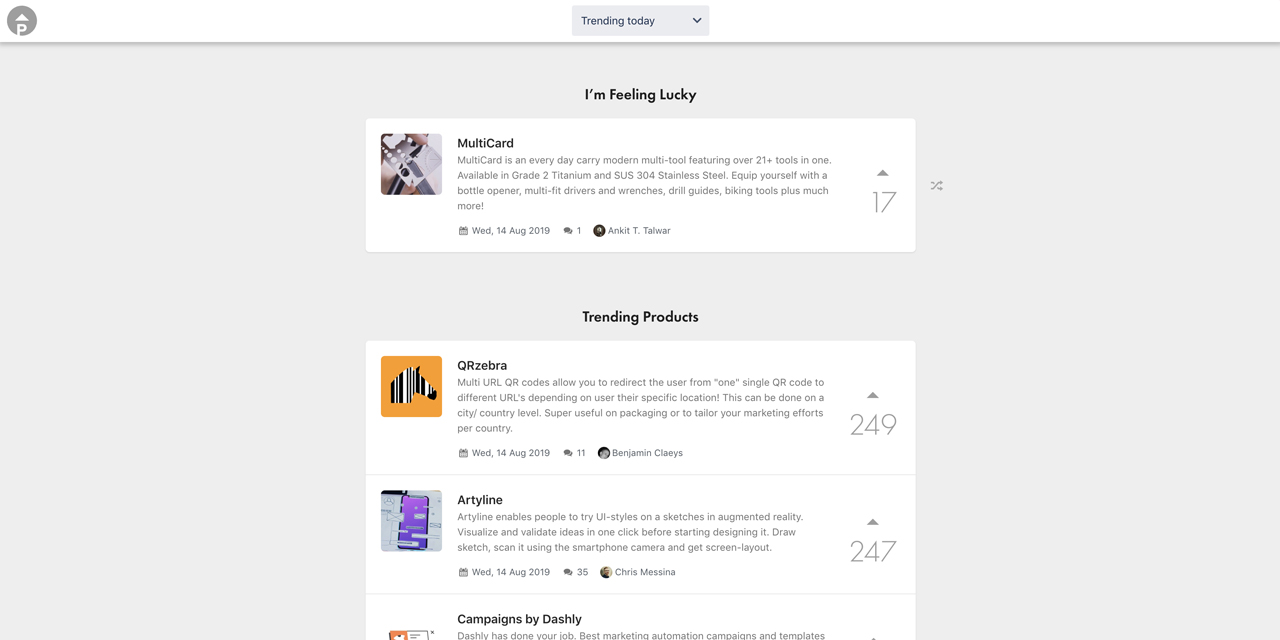 P
Trending today
I’m Feeling Lucky
MultiCard
MultiCard is an every day carry modern multi-tool featuring over 21+ tools in one.
Available in Grade 2 Titanium and SUS 304 Stainless Steel. Equip yourself with a
bottle opener, multi-fit drivers and wrenches, drill guides, biking tools plus much
more!
17
Wed, 14 Aug 2019 1 Ankit T. Talwar
Trending Products
QRzebra
Multi URL QR codes allow you to redirect the user from "one" single QR code to
different URL's depending on user their specific location! This can be done on a
city/ country level. Super useful on packaging or to tailor your marketing efforts
per country.
249
Wed, 14 Aug 2019 11 Benjamin Claeys
Artyline
Artyline enables people to try UI-styles on a sketches in augmented reality.
Visualize and validate ideas in one click before starting designing it. Draw
sketch, scan it using the smartphone camera and get screen-layout.
247
Wed, 14 Aug 2019 35 Chris Messina
Campaigns by Dashly
Dashly has done your job. Best marketing automation campaigns and templates